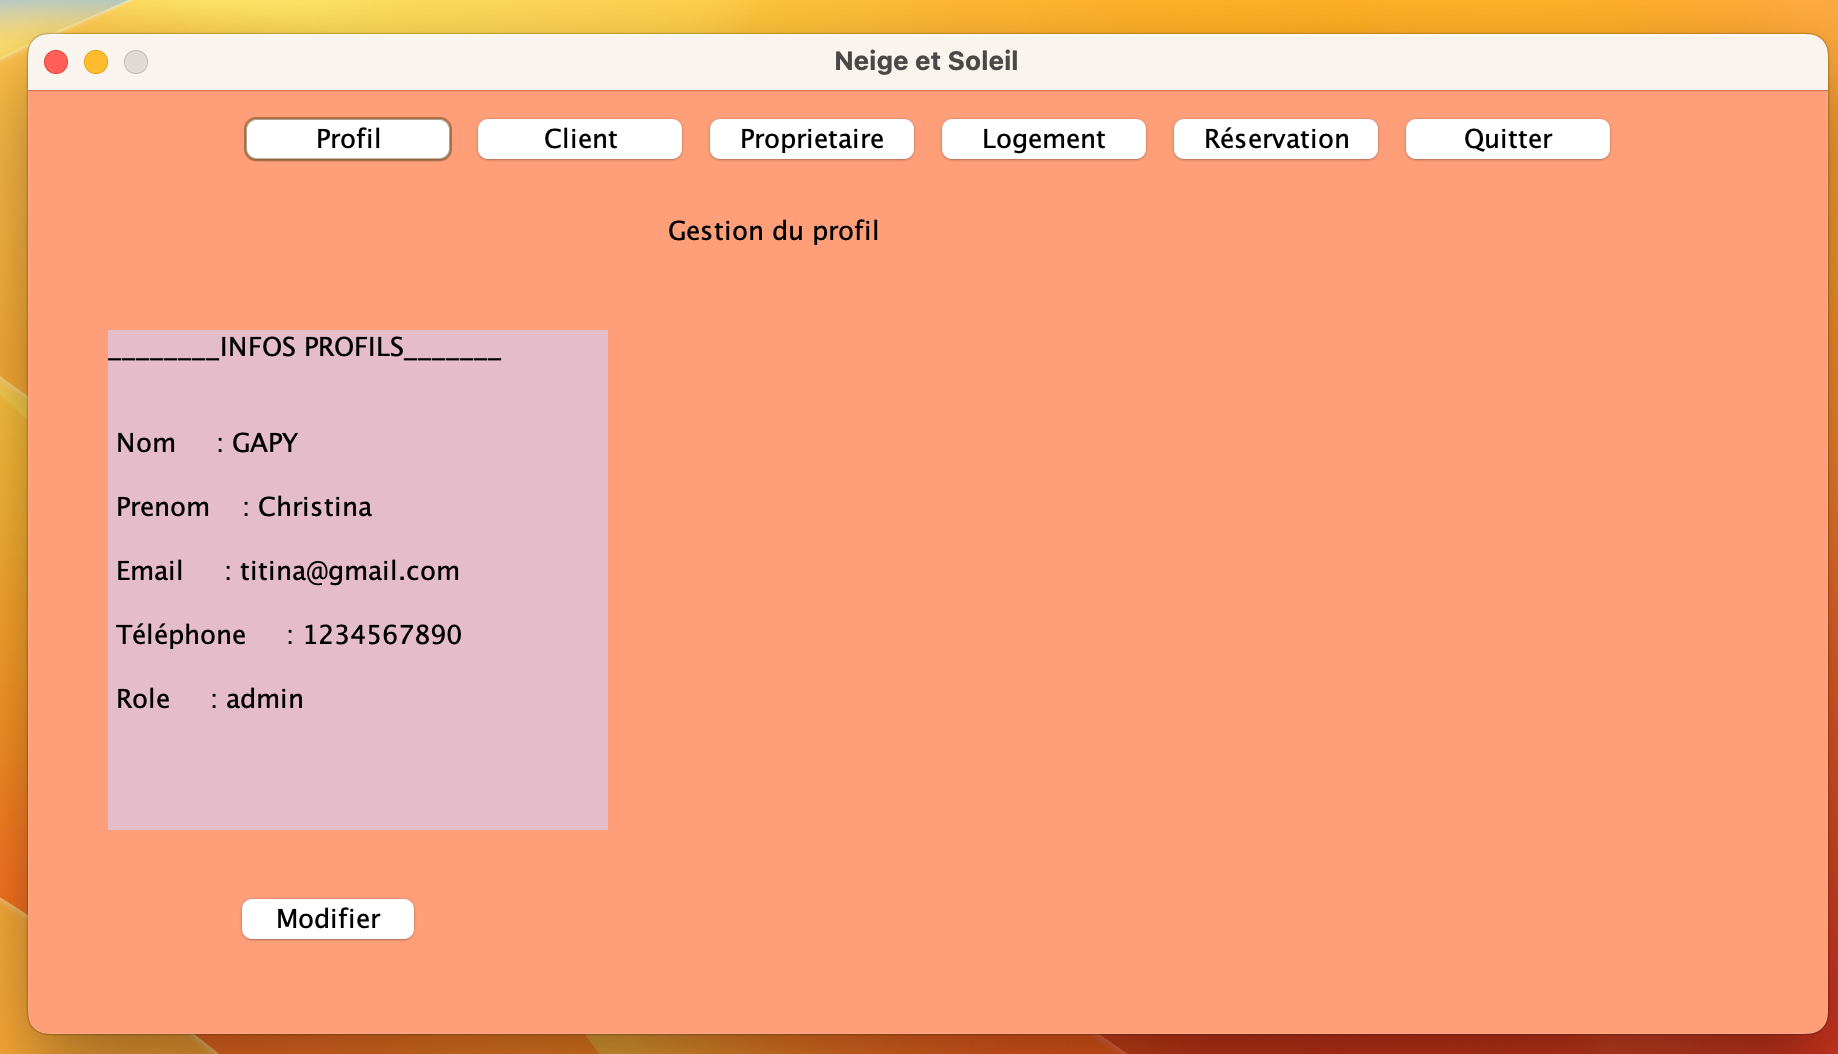 Neige et Soleil
Profil Client Proprietaire Logement Réservation Quitter
Gestion du profil
________INFOS PROFILS_______
Nom : GAPY
Prenom : Christina
Email : titina@gmail.com
Téléphone : 1234567890
Role : admin
Modifier